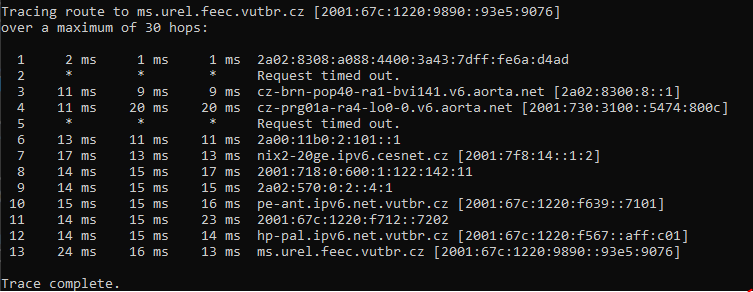 Tracing route to ms.urel.feec.vutbr.cz [2001:67c:1220:9890::93e5:9076]
over a maximum of 30 hops:
1 2 ms 1 ms 1 ms 2a02:8308:a088:4400:3a43:7dff:fe6a:d4ad
2 * * * Request timed out.
3 11 ms 9 ms 9 ms cz-brn-pop40-ra1-bvi141.v6.aorta.net [2a02:8300:8::1]
4 11 ms 20 ms 20 ms cz-prg01a-ra4-lo0-0.v6.aorta.net [2001:730:3100::5474:800c]
5 * * * Request timed out.
6 13 ms 11 ms 11 ms 2a00:11b0:2:101::1
7 17 ms 13 ms 13 ms nix2-20ge.ipv6.cesnet.cz [2001:7f8:14::1:2]
8 14 ms 15 ms 17 ms 2001:718:0:600:1:122:142:11
9 14 ms 15 ms 15 ms 2a02:570:0:2::4:1
10 15 ms 15 ms 16 ms pe-ant.ipv6.net.vutbr.cz [2001:67c:1220:f639::7101]
11 14 ms 14 ms 23 ms 2001:67c:1220:f712::7202
12 14 ms 15 ms 14 ms hp-pal.ipv6.net.vutbr.cz [2001:67c:1220:f567::aff:c01]
13 24 ms 16 ms 13 ms ms.urel.feec.vutbr.cz [2001:67c:1220:9890::93e5:9076]
Trace complete.